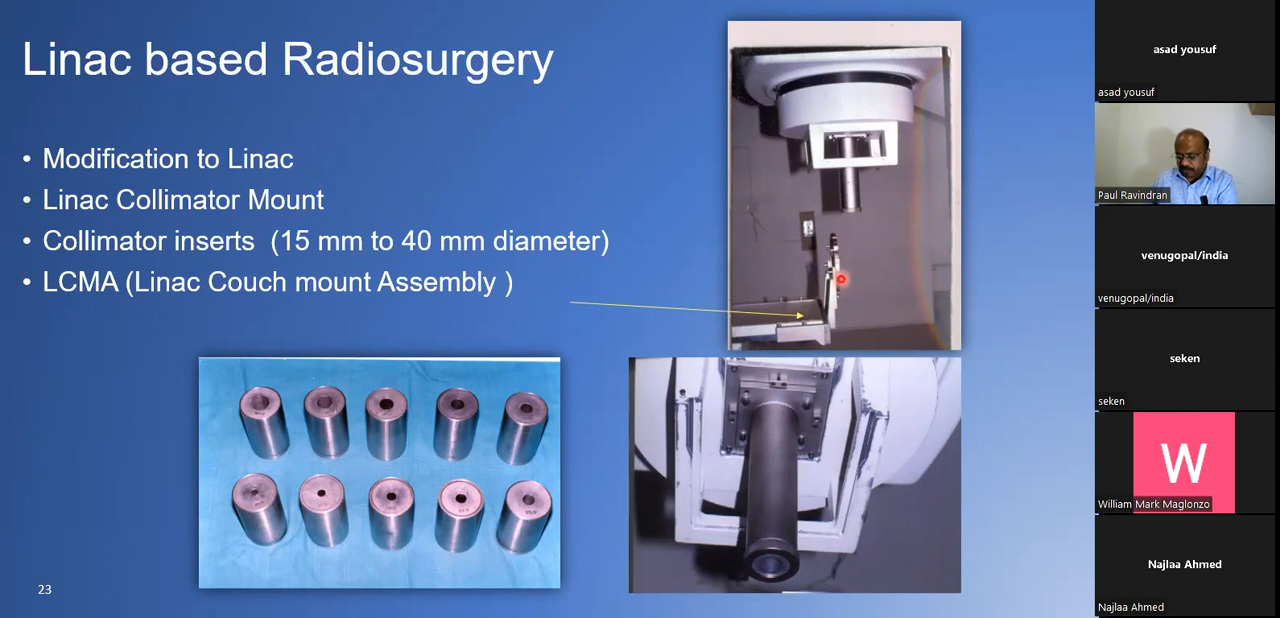 Linac based Radiosurgery
• Modification to Linac
• Linac Collimator Mount
• Collimator inserts (15 mm to 40 mm diameter)
• LCMA (Linac Couch mount Assembly )
23
asad yousuf
asad yousuf
Paul Ravindran
venugopal/india
venugopal/india
seken
seken
W
William Mark Maglonzo
Najlaa Ahmed
Najlaa Ahmed